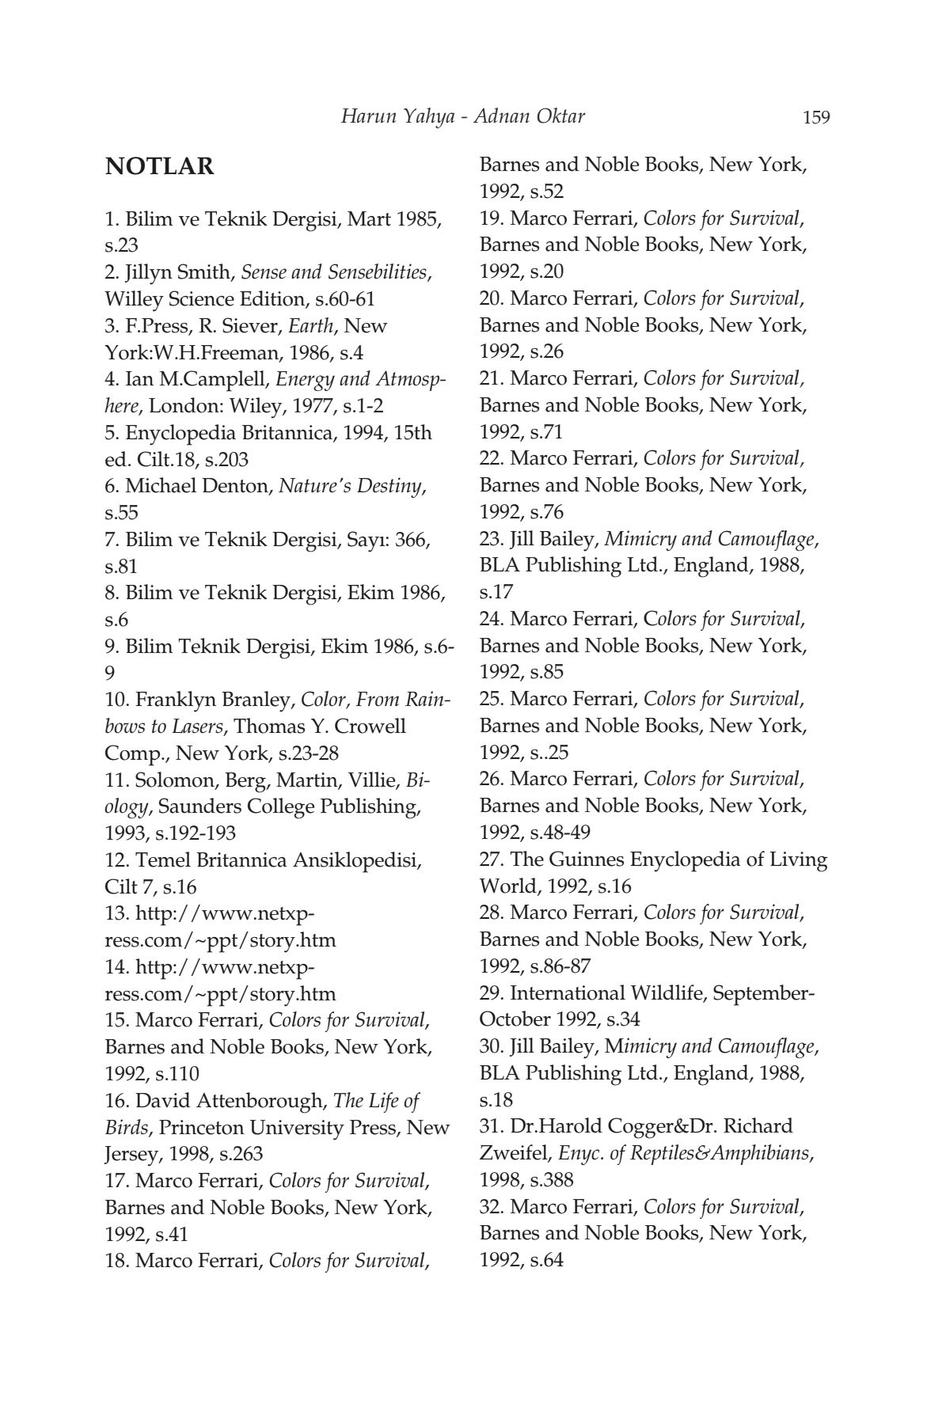 Harun Yahya - Adnan Oktar
159
NOTLAR
1. Bilim ve Teknik Dergisi, Mart 1985,
s.23
2. Jillyn Smith, Sense and Sensebilities,
Willey Science Edition, s.60-61
3. F.Press, R. Siever, Earth, New
York:W.H.Freeman, 1986, s.4
4. Ian M.Camplell, Energy and Atmosp-
here, London: Wiley, 1977, s.1-2
5. Enyclopedia Britannica, 1994, 15th
ed. Cilt.18, s.203
6. Michael Denton, Nature's Destiny,
s.55
7. Bilim ve Teknik Dergisi, Sayı: 366,
s.81
8. Bilim ve Teknik Dergisi, Ekim 1986,
s.6
9. Bilim Teknik Dergisi, Ekim 1986, s.6-
9
10. Franklyn Branley, Color, From Rain-
bows to Lasers, Thomas Y. Crowell
Comp., New York, s.23-28
11. Solomon, Berg, Martin, Villie, Bi-
ology, Saunders College Publishing,
1993, s.192-193
12. Temel Britannica Ansiklopedisi,
Cilt 7, s.16
13. http://www.netxp-
ress.com/~ppt/story.htm
14. http://www.netxp-
ress.com/~ppt/story.htm
15. Marco Ferrari, Colors for Survival,
Barnes and Noble Books, New York,
1992, s.110
16. David Attenborough, The Life of
Birds, Princeton University Press, New
Jersey, 1998, s.263
17. Marco Ferrari, Colors for Survival,
Barnes and Noble Books, New York,
1992, s.41
18. Marco Ferrari, Colors for Survival,
Barnes and Noble Books, New York,
1992, s.52
19. Marco Ferrari, Colors for Survival,
Barnes and Noble Books, New York,
1992, s.20
20. Marco Ferrari, Colors for Survival,
Barnes and Noble Books, New York,
1992, s.26
21. Marco Ferrari, Colors for Survival,
Barnes and Noble Books, New York,
1992, s.71
22. Marco Ferrari, Colors for Survival,
Barnes and Noble Books, New York,
1992, s.76
23. Jill Bailey, Mimicry and Camouflage,
BLA Publishing Ltd., England, 1988,
s.17
24. Marco Ferrari, Colors for Survival,
Barnes and Noble Books, New York,
1992, s.85
25. Marco Ferrari, Colors for Survival,
Barnes and Noble Books, New York,
1992, s..25
26. Marco Ferrari, Colors for Survival,
Barnes and Noble Books, New York,
1992, s.48-49
27. The Guinnes Enyclopedia of Living
World, 1992, s.16
28. Marco Ferrari, Colors for Survival,
Barnes and Noble Books, New York,
1992, s.86-87
29. International Wildlife, September-
October 1992, s.34
30. Jill Bailey, Mimicry and Camouflage,
BLA Publishing Ltd., England, 1988,
s.18
31. Dr.Harold Cogger&Dr. Richard
Zweifel, Enyc. of Reptiles&Amphibians,
1998, s.388
32. Marco Ferrari, Colors for Survival,
Barnes and Noble Books, New York,
1992, s.64